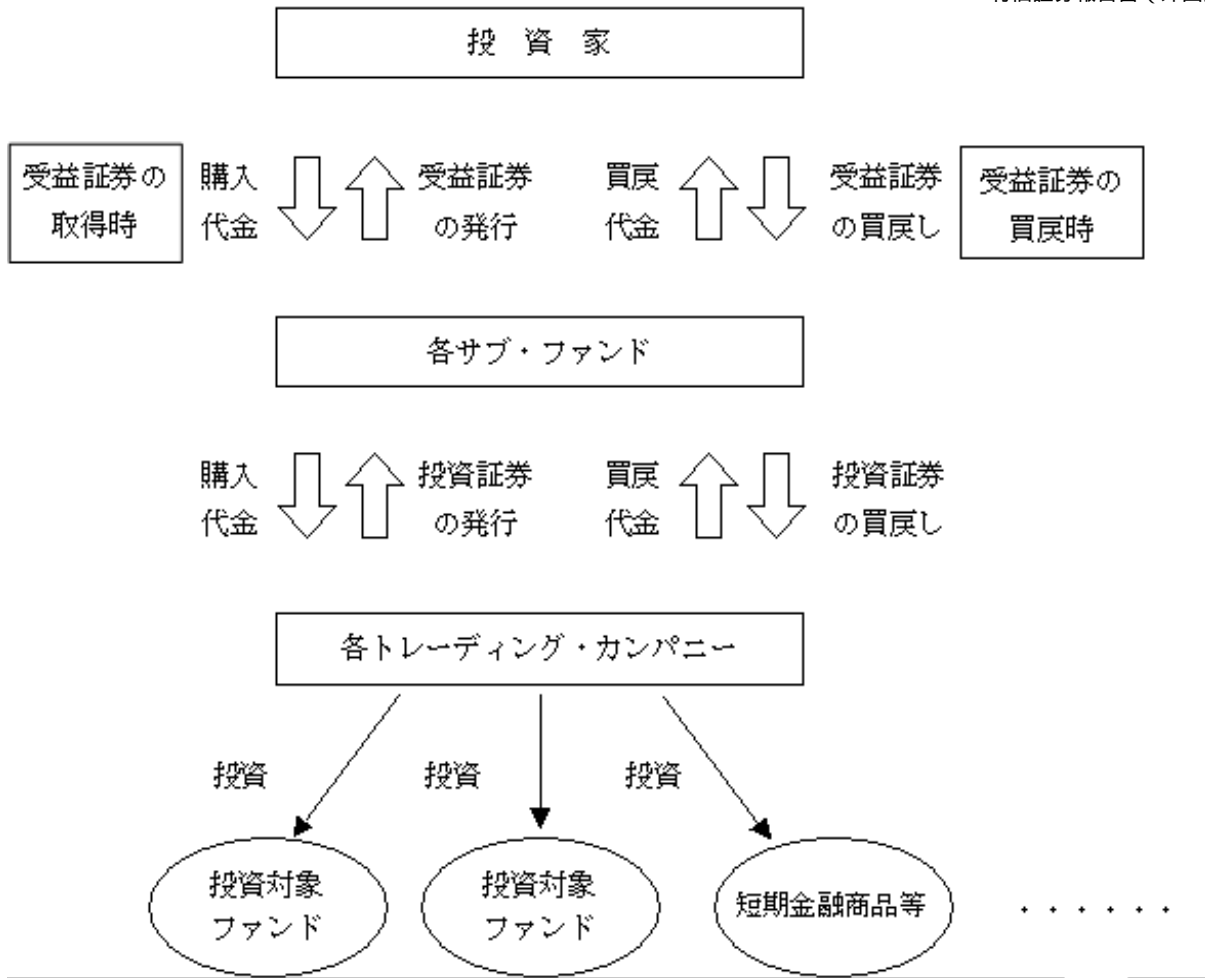 投 資 家
受益証券の
取得時
購入
代金
受益証券
の発行
買戻
代金
受益証券
の買戻し
受益証券の
買戻時
各サブ・ファンド
購入
代金
投資証券
の発行
買戻
代金
投資証券
の買戻し
各トレーディング・カンパニー
投資
投資
投資
投資対象
ファンド
投資対象
ファンド
短期金融商品等
・・・・・・